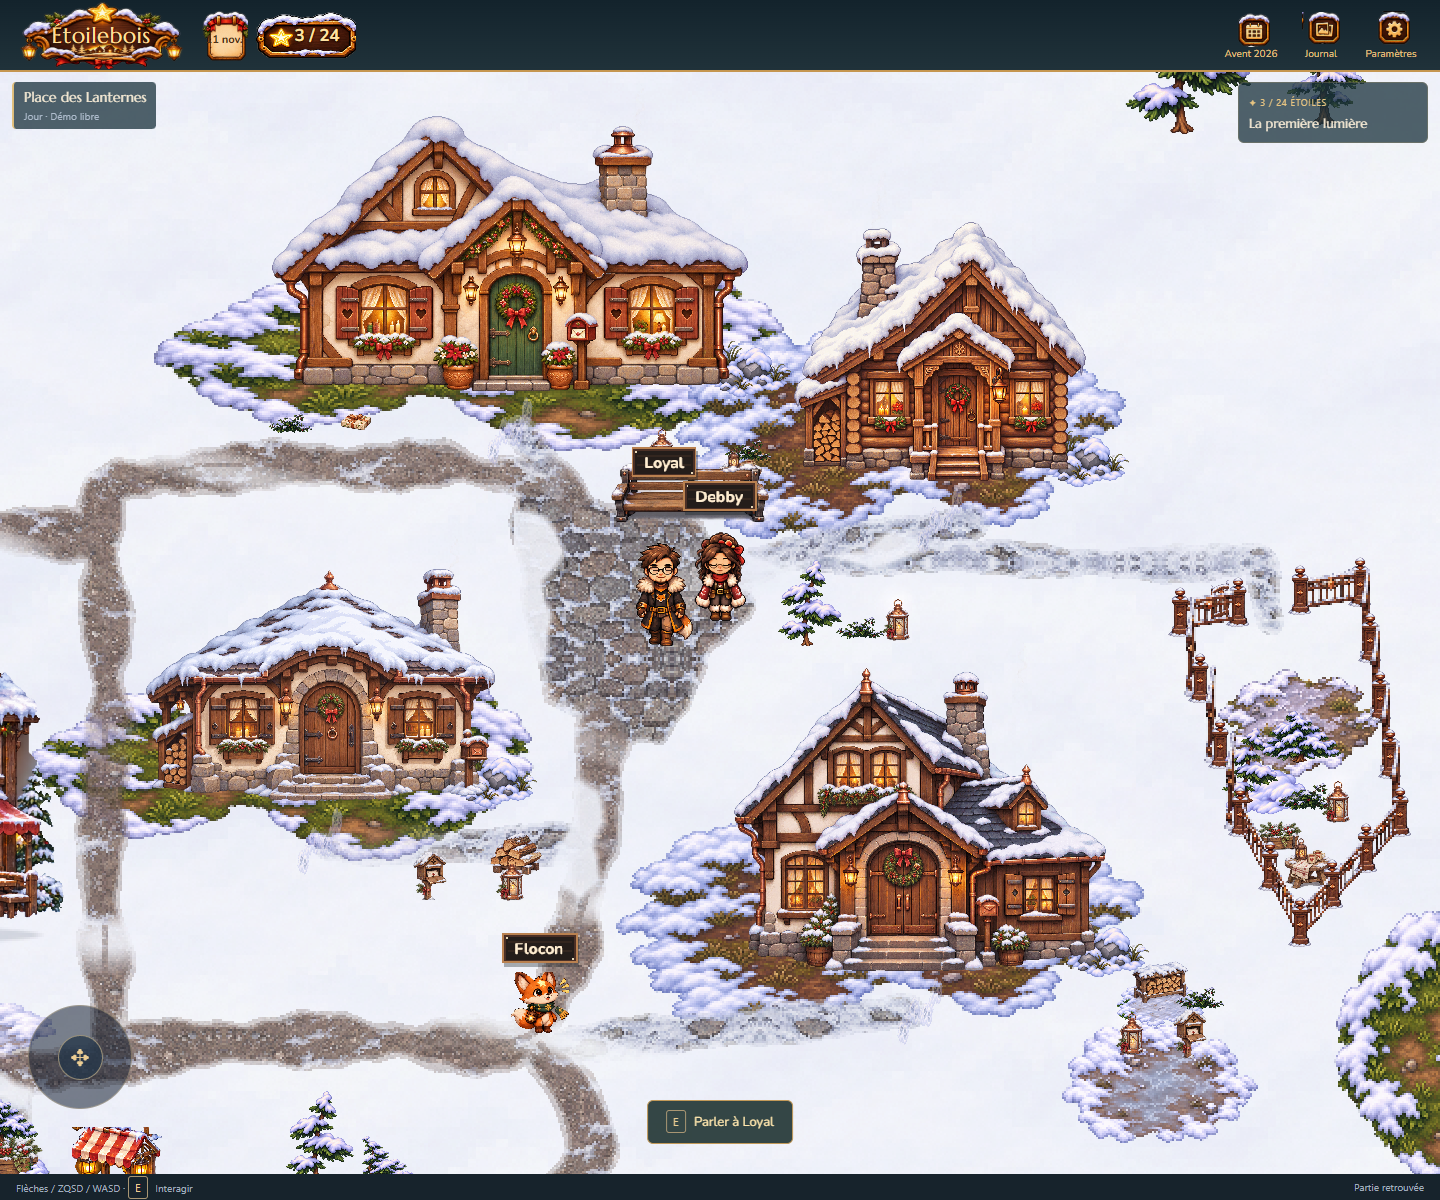 Etoilebois
1 nov.
3 / 24
Avent 2026
Journal
Paramètres
Place des Lanternes
Jour · Démo libre
✦ 3 / 24 ÉTOILES
La première lumière
Loyal
Debby
Flocon
E Parler à Loyal
Flèches / ZQSD / WASD · E Interagir
Partie retrouvée